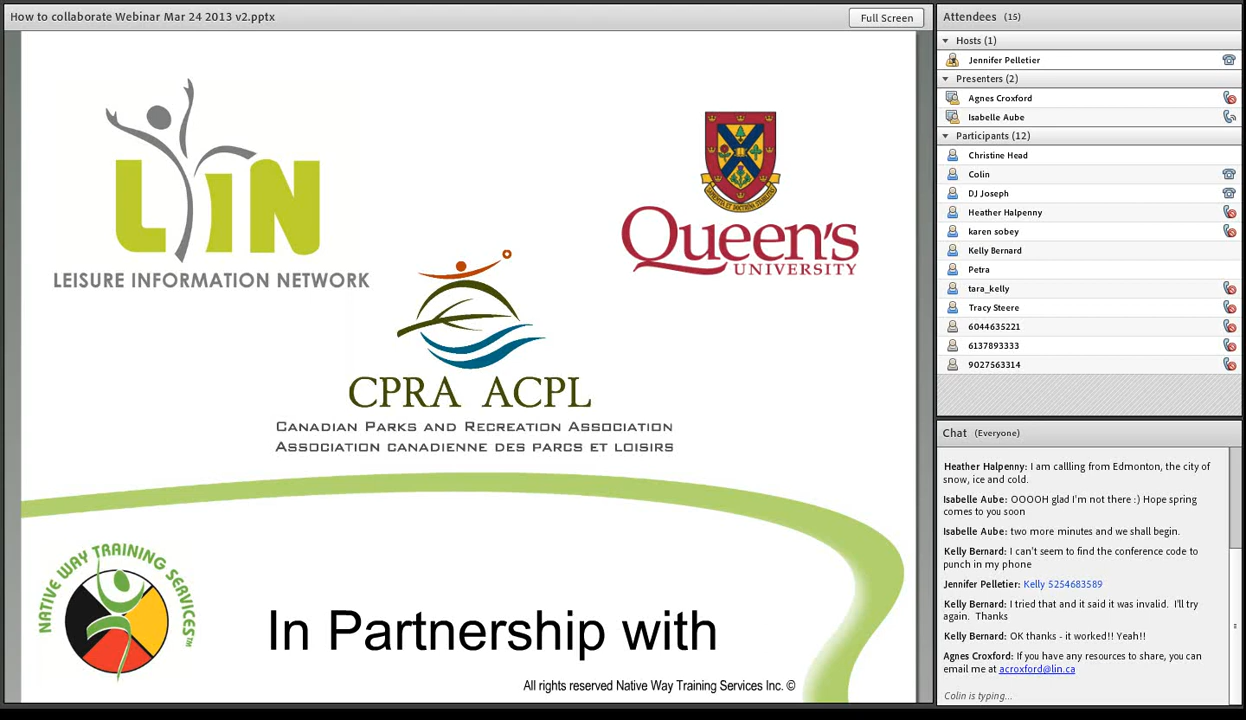 How to collaborate Webinar Mar 24 2013 v2.pptx
Full Screen
LiN
LEISURE INFORMATION NETWORK
Queen's
UNIVERSITY
CPRA ACPL
CANADIAN PARKS AND RECREATION ASSOCIATION
ASSOCIATION CANADIENNE DES PARCS ET LOISIRS
NATIVE WAY TRAINING SERVICES™
In Partnership with
All rights reserved Native Way Training Services Inc. ©
Attendees (15)
Hosts (1)
Jennifer Pelletier
Presenters (2)
Agnes Croxford
Isabelle Aube
Participants (12)
Christine Head
Colin
DJ Joseph
Heather Halpenny
karen sobey
Kelly Bernard
Petra
tara_kelly
Tracy Steere
6044635221
6137893333
9027563314
Chat (Everyone)
Heather Halpenny: I am callling from Edmonton, the city of
snow, ice and cold.
Isabelle Aube: OOOOH glad I'm not there :) Hope spring
comes to you soon
Isabelle Aube: two more minutes and we shall begin.
Kelly Bernard: I can't seem to find the conference code to
punch in my phone
Jennifer Pelletier: Kelly 5254683589
Kelly Bernard: I tried that and it said it was invalid. I'll try
again. Thanks
Kelly Bernard: OK thanks - it worked!! Yeah!!
Agnes Croxford: If you have any resources to share, you can
email me at acroxford@lin.ca
Colin is typing...